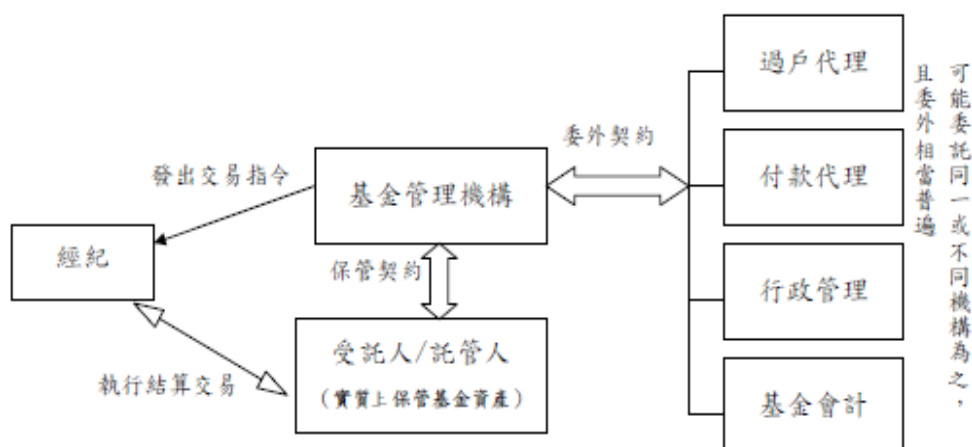 過戶代理
委外契約
發出交易指令
基金管理機構
付款代理
經紀
保管契約
行政管理
受託人/託管人
(實質上保管基金資產)
執行結算交易
基金會計
可能委託同一或不同機構為之，
且委外相當普遍